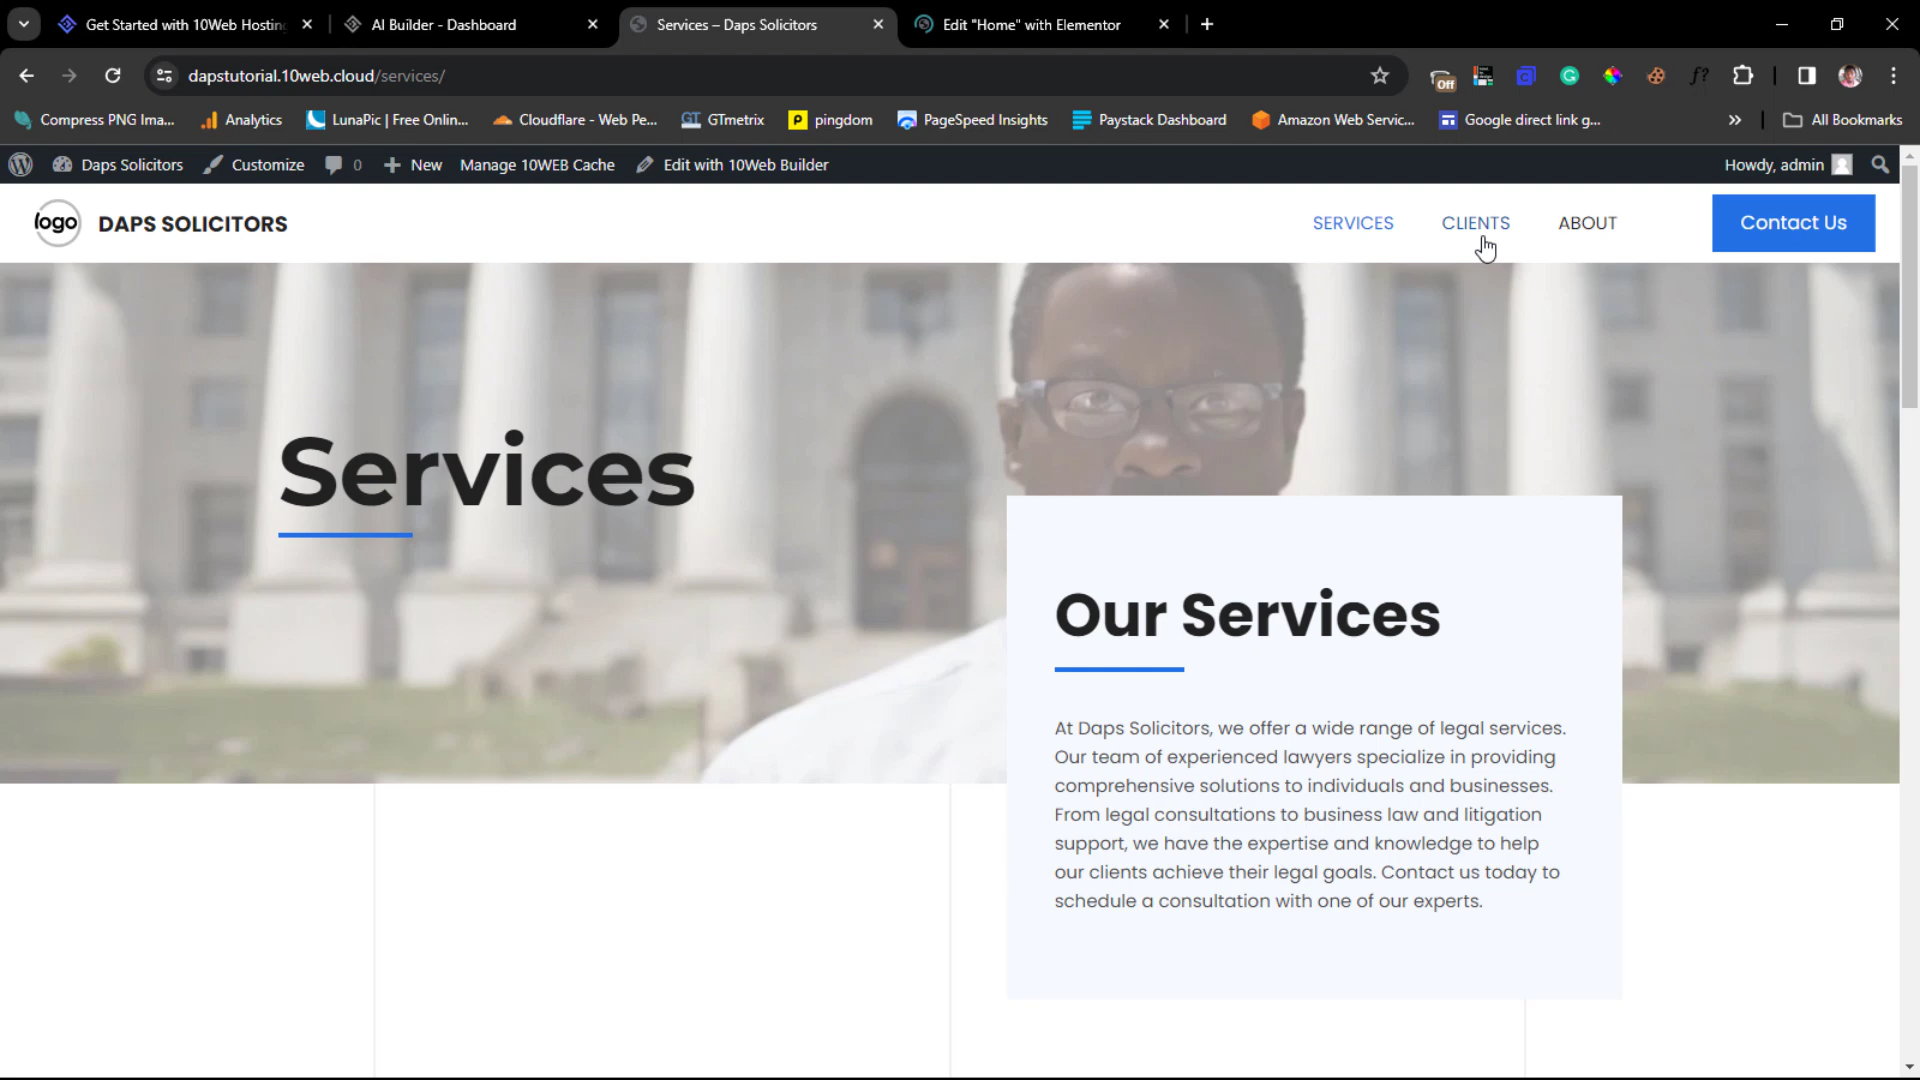 Get Started with 10Web Hosting
AI Builder - Dashboard
Services – Daps Solicitors
Edit "Home" with Elementor
dapstutorial.10web.cloud/services/
Off
Compress PNG Ima...
Analytics
LunaPic | Free Onlin...
Cloudflare - Web Pe...
GT GTmetrix
pingdom
PageSpeed Insights
Paystack Dashboard
Amazon Web Servic...
Google direct link g...
All Bookmarks
Daps Solicitors
Customize
0
New
Manage 10WEB Cache
Edit with 10Web Builder
Howdy, admin
logo
DAPS SOLICITORS
SERVICES
CLIENTS
ABOUT
Contact Us
Services
Our Services
At Daps Solicitors, we offer a wide range of legal services.
Our team of experienced lawyers specialize in providing
comprehensive solutions to individuals and businesses.
From legal consultations to business law and litigation
support, we have the expertise and knowledge to help
our clients achieve their legal goals. Contact us today to
schedule a consultation with one of our experts.